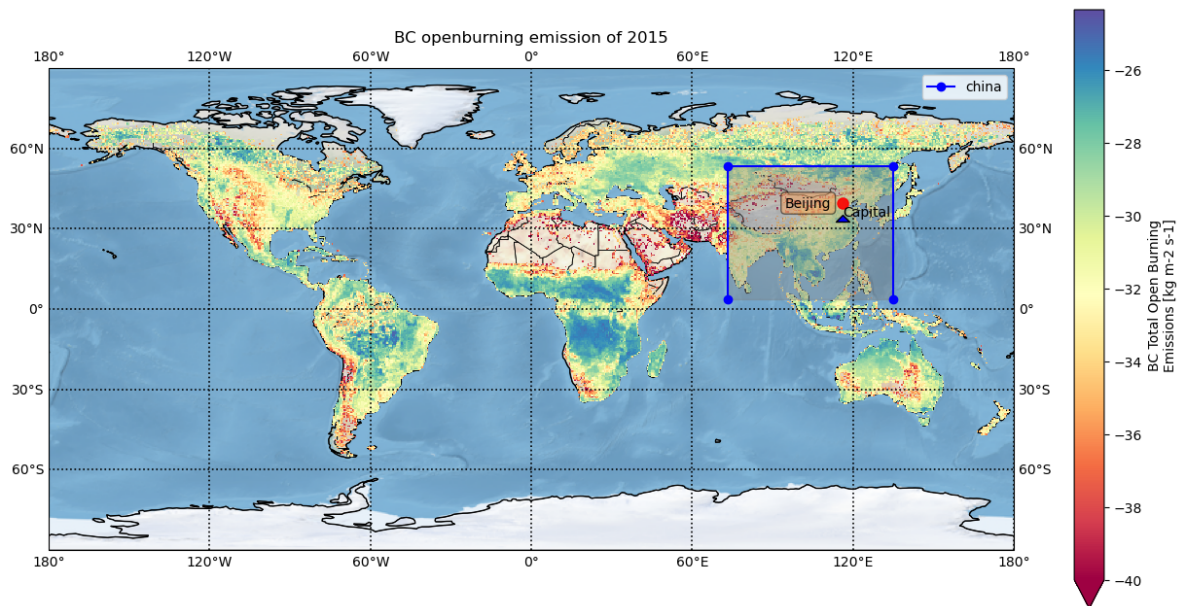 BC openburning emission of 2015
180° 120°W 60°W 0° 60°E 120°E 180°
china
60°N 60°N
Beijing
Capital
30°N 30°N
0° 0°
30°S 30°S
60°S 60°S
180° 120°W 60°W 0° 60°E 120°E 180°
−26
−28
−30
−32
−34
−36
−38
−40
BC Total Open Burning
Emissions [kg m-2 s-1]